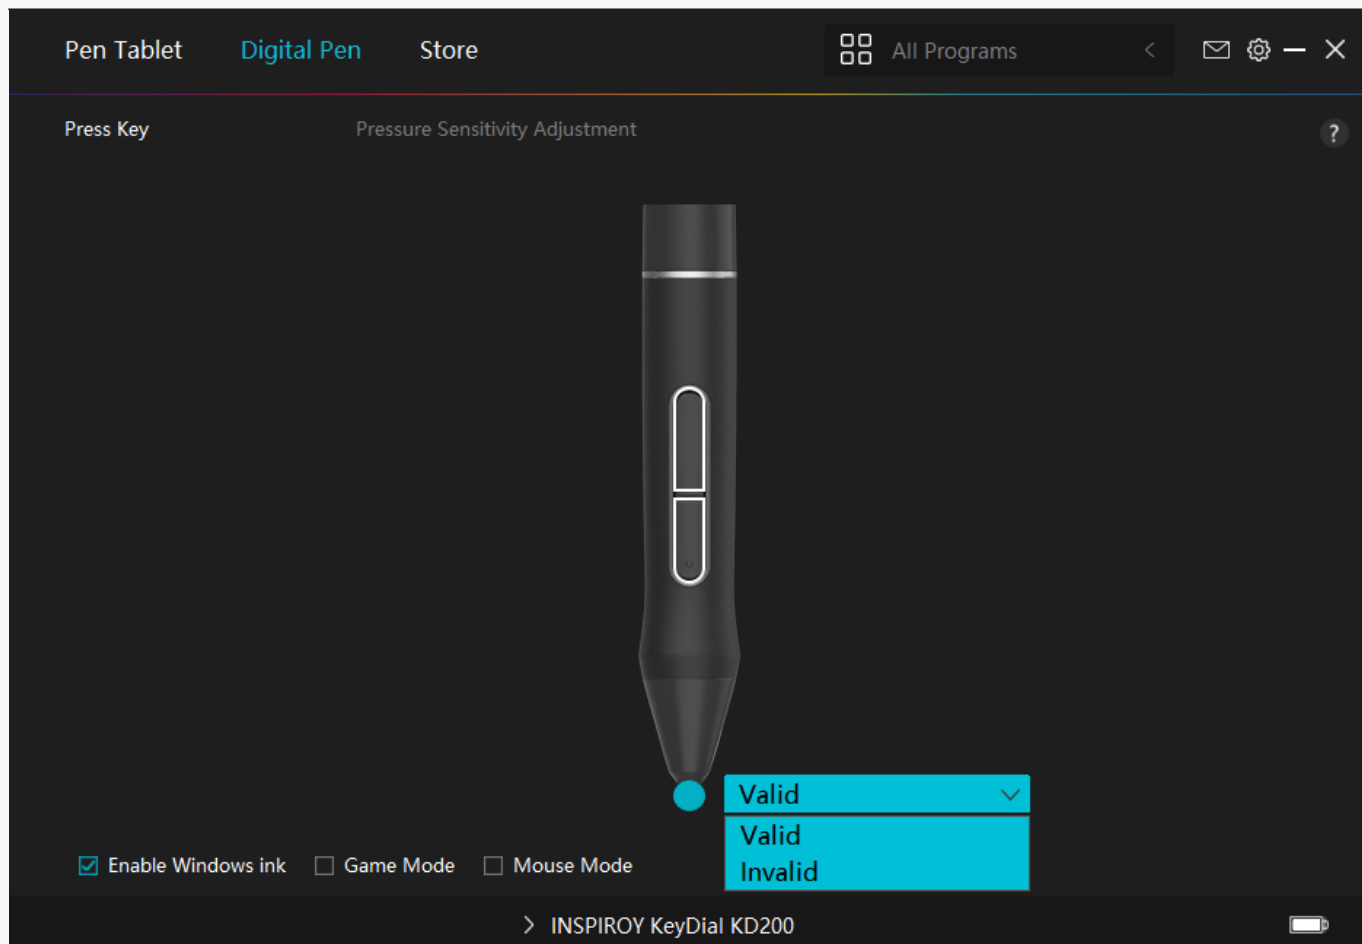 Pen Tablet Digital Pen Store All Programs
Press Key Pressure Sensitivity Adjustment ?
Valid
Valid
Invalid
Enable Windows ink Game Mode Mouse Mode
INSPIROY KeyDial KD200